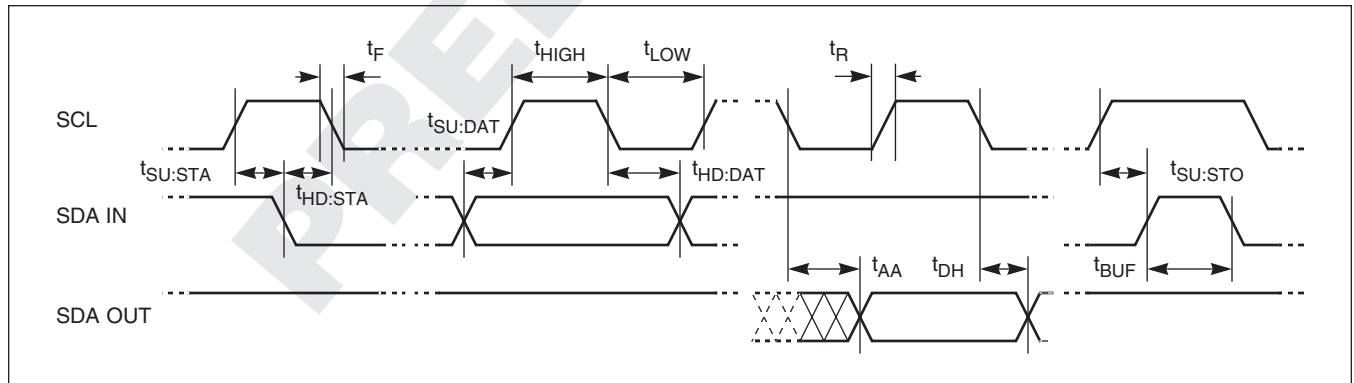 tF
tHIGH
tLOW
tR
SCL
tSU:DAT
tSU:STA
tHD:STA
tHD:DAT
tSU:STO
SDA IN
tAA
tDH
tBUF
SDA OUT